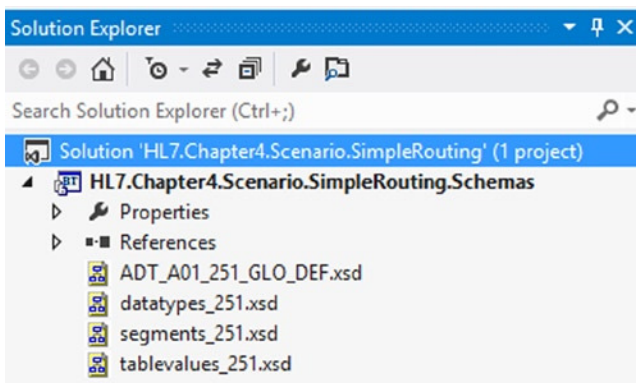 Solution Explorer
Search Solution Explorer (Ctrl+;)
Solution 'HL7.Chapter4.Scenario.SimpleRouting' (1 project)
BT HL7.Chapter4.Scenario.SimpleRouting.Schemas
Properties
References
ADT_A01_251_GLO_DEF.xsd
datatypes_251.xsd
segments_251.xsd
tablevalues_251.xsd